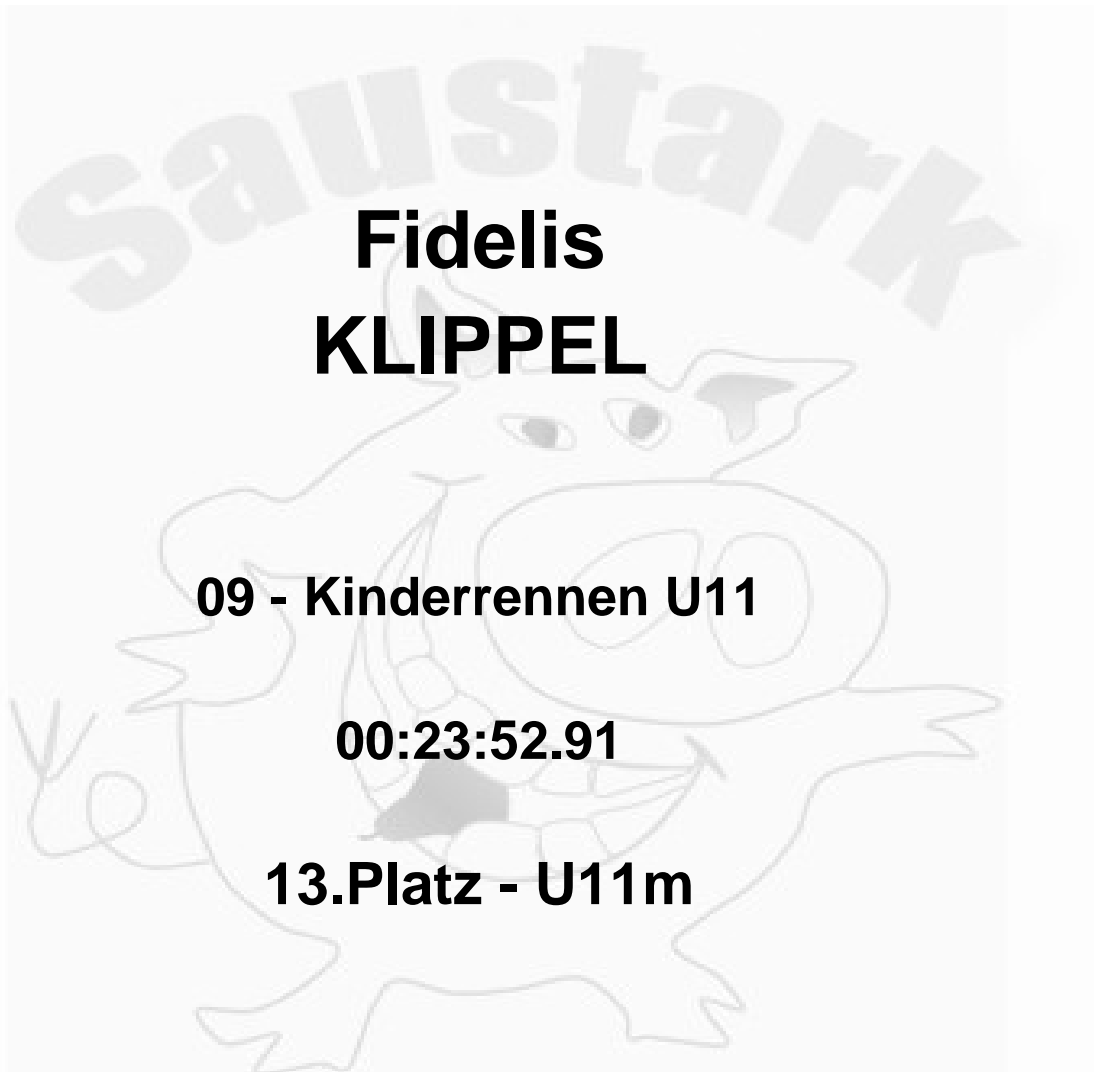 Saustark
Fidelis
KLIPPEL
09 - Kinderrennen U11
00:23:52.91
13.Platz - U11m